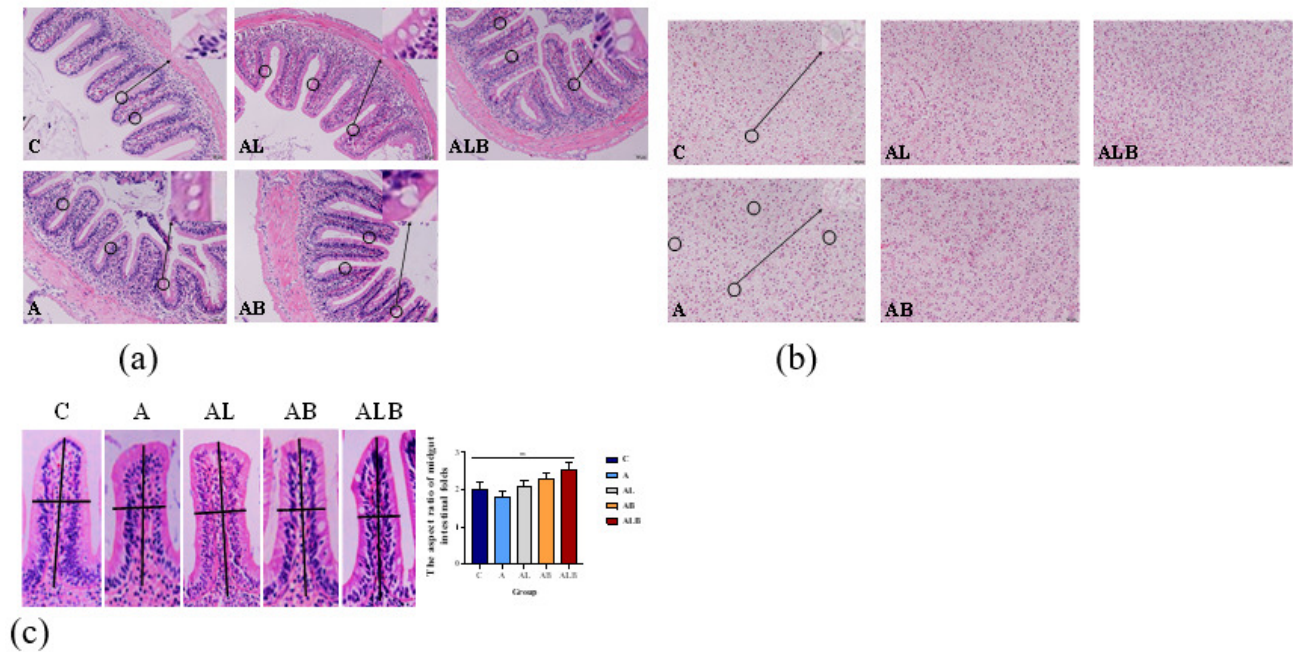 C
AL
ALB
A
AB
(a)
C
AL
ALB
A
AB
(b)
C A AL AB ALB
The aspect ratio of midgut
intestinal folds
3
2
1
0
C A AL AB ALB
Group
C
A
AL
AB
ALB
(c)